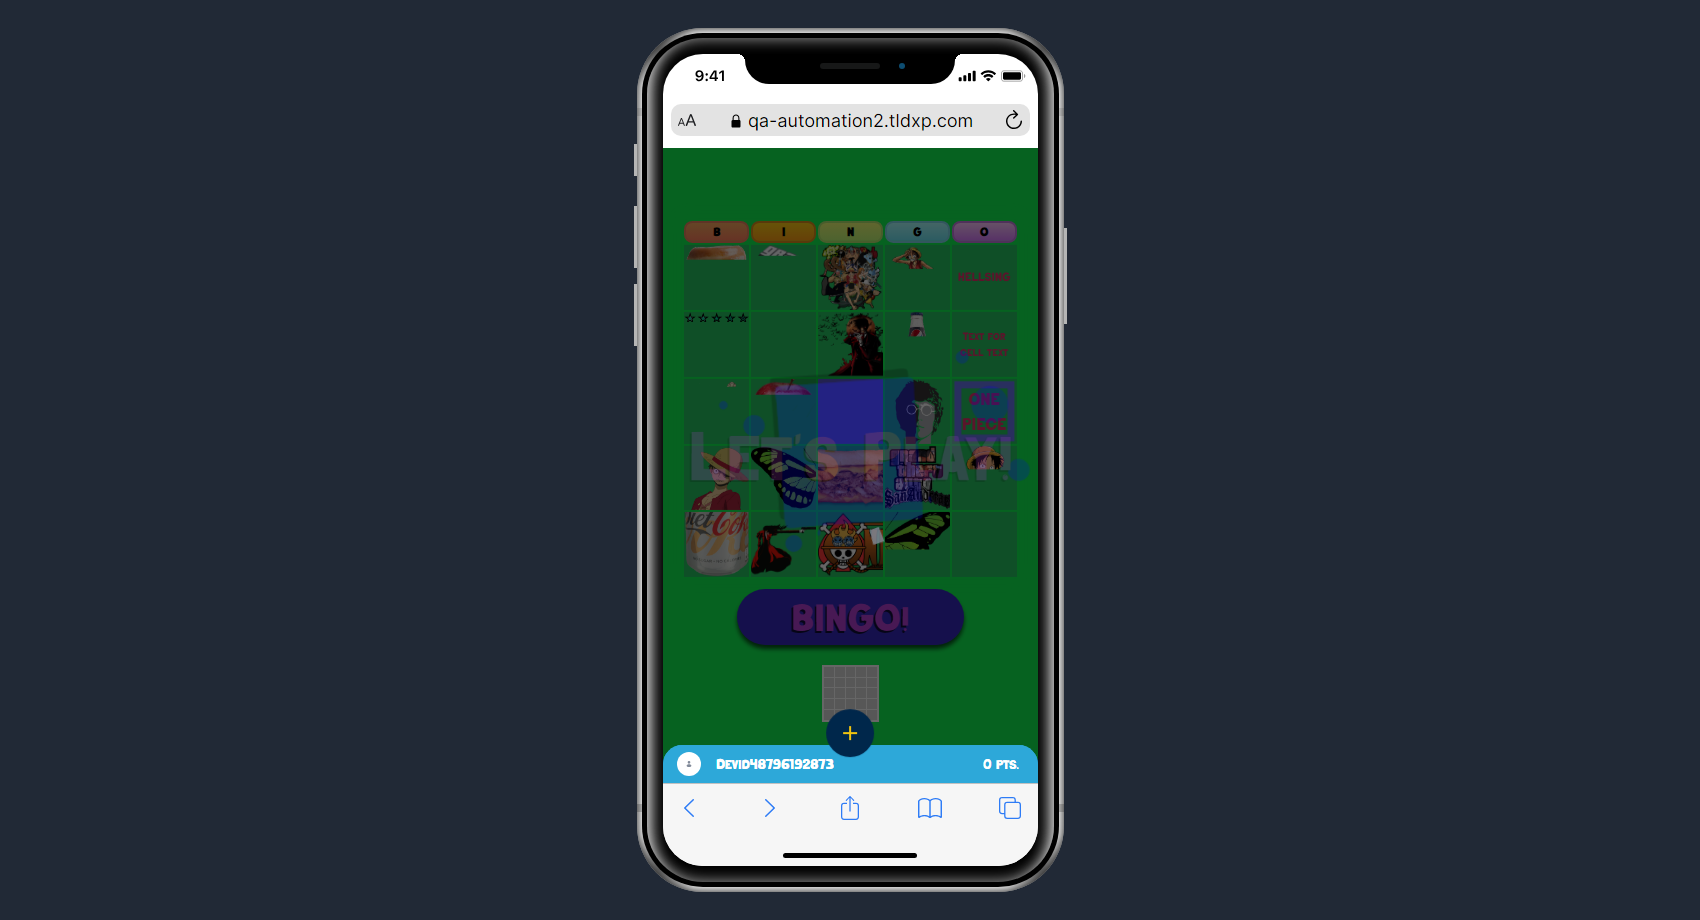 9:41
AA qa-automation2.tldxp.com
B I N G O
HELLSING
TEXT FOR
CELL TEXT
ONE
PIECE
LET'S PLAY!
BINGO!
DEVID48796192873 0 PTS.